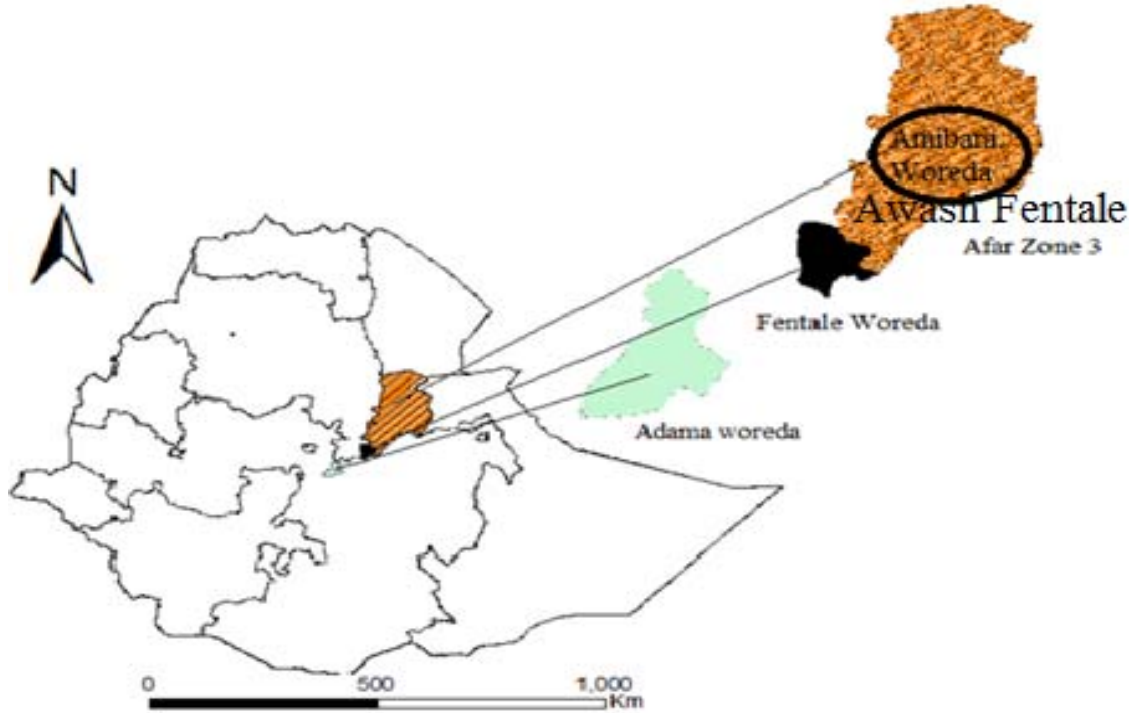 N
Amibara
Woreda
Awash Fentale
Afar Zone 3
Fentale Woreda
Adama woreda
0 500 1,000
Km